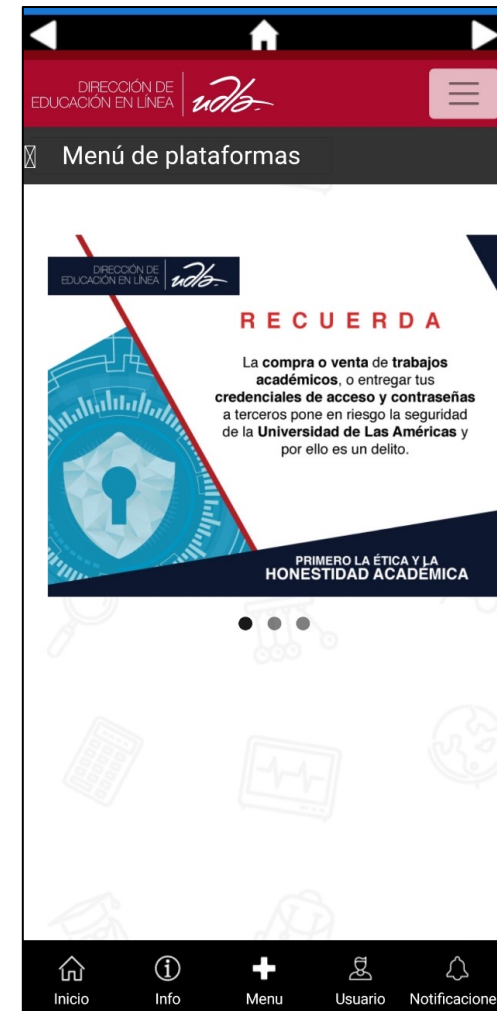 DIRECCIÓN DE
EDUCACIÓN EN LÍNEA
udla-
Menú de plataformas
DIRECCIÓN DE
EDUCACIÓN EN LÍNEA
udla-
RECUERDA
La compra o venta de trabajos
académicos, o entregar tus
credenciales de acceso y contraseñas
a terceros pone en riesgo la seguridad
de la Universidad de Las Américas y
por ello es un delito.
PRIMERO LA ÉTICA Y LA
HONESTIDAD ACADÉMICA
Inicio Info Menu Usuario Notificacione